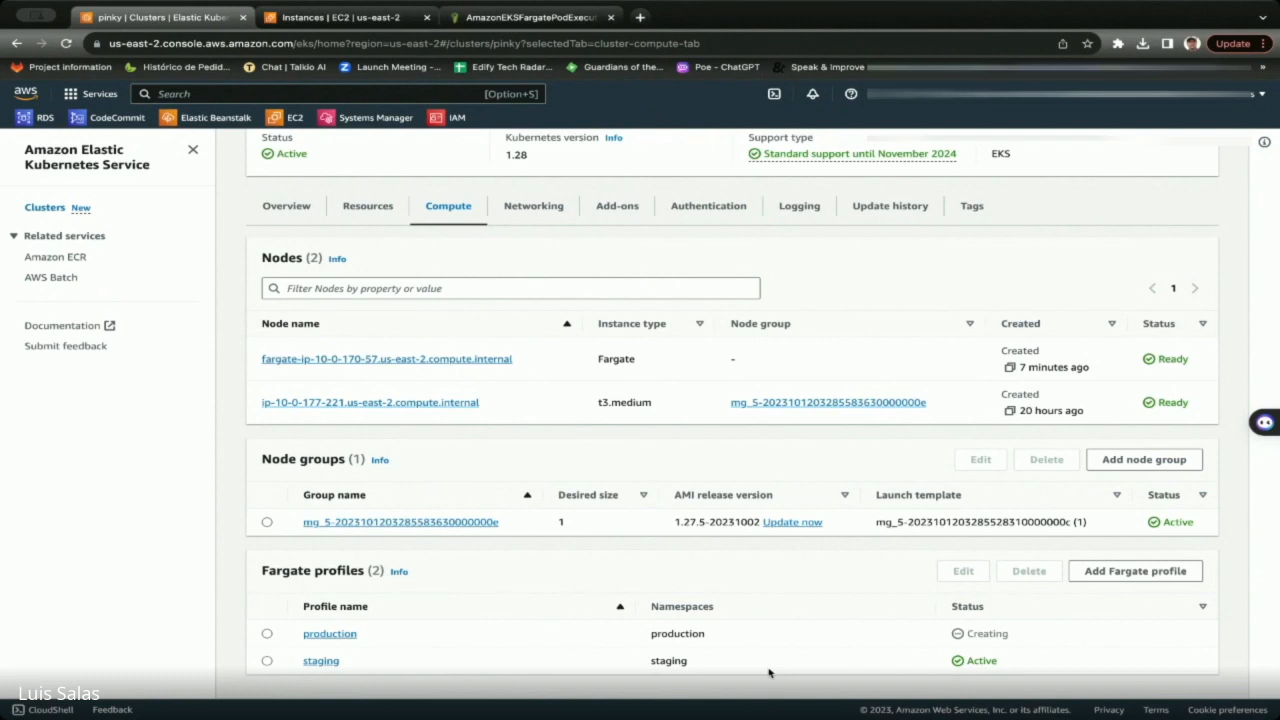 pinky | Clusters | Elastic Kube
Instances | EC2 | us-east-2
AmazonEKSFargatePodExecut
us-east-2.console.aws.amazon.com/eks/home?region=us-east-2#/clusters/pinky?selectedTab=cluster-compute-tab
Update
Project information
Histórico de Pedid...
Chat | Talkio AI
Launch Meeting -...
Edify Tech Radar...
Guardians of the...
Poe - ChatGPT
Speak & Improve
aws
Services
Search
[Option+S]
RDS
CodeCommit
Elastic Beanstalk
EC2
Systems Manager
IAM
Amazon Elastic
Kubernetes Service
Clusters New
Related services
Amazon ECR
AWS Batch
Documentation
Submit feedback
Status
Active
Kubernetes version Info
1.28
Support type
Standard support until November 2024
EKS
Overview
Resources
Compute
Networking
Add-ons
Authentication
Logging
Update history
Tags
Nodes (2) Info
Filter Nodes by property or value
1
Node name
Instance type
Node group
Created
Status
fargate-ip-10-0-170-57.us-east-2.compute.internal
Fargate
-
Created
7 minutes ago
Ready
ip-10-0-177-221.us-east-2.compute.internal
t3.medium
mg_5-2023101203285583630000000e
Created
20 hours ago
Ready
Node groups (1) Info
Edit
Delete
Add node group
Group name
Desired size
AMI release version
Launch template
Status
mg_5-2023101203285583630000000e
1
1.27.5-20231002 Update now
mg_5-2023101203285528310000000c (1)
Active
Fargate profiles (2) Info
Edit
Delete
Add Fargate profile
Profile name
Namespaces
Status
production
production
Creating
staging
staging
Active
Luis Salas
CloudShell
Feedback
© 2023, Amazon Web Services, Inc. or its affiliates.
Privacy
Terms
Cookie preferences